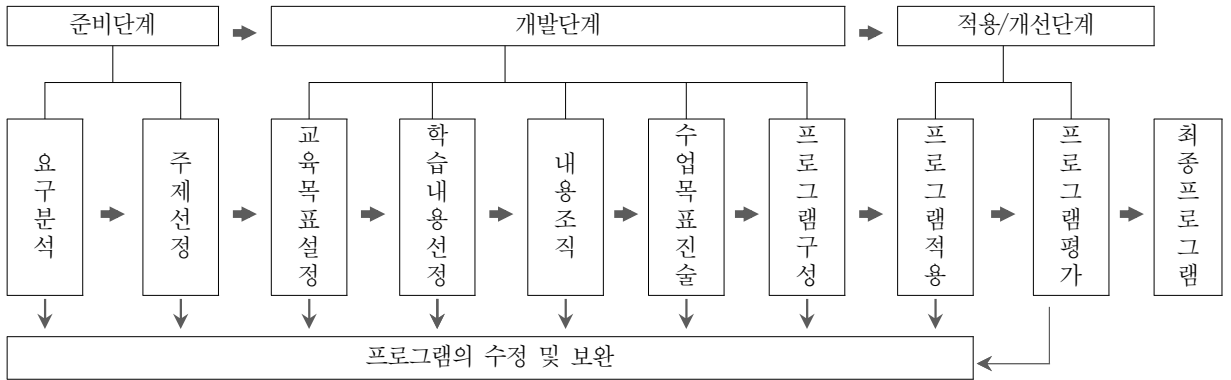 준비단계
개발단계
적용/개선단계
요구분석
주제선정
교육목표설정
학습내용선정
내용조직
수업목표진술
프로그램구성
프로그램적용
프로그램평가
최종프로그램
프로그램의 수정 및 보완